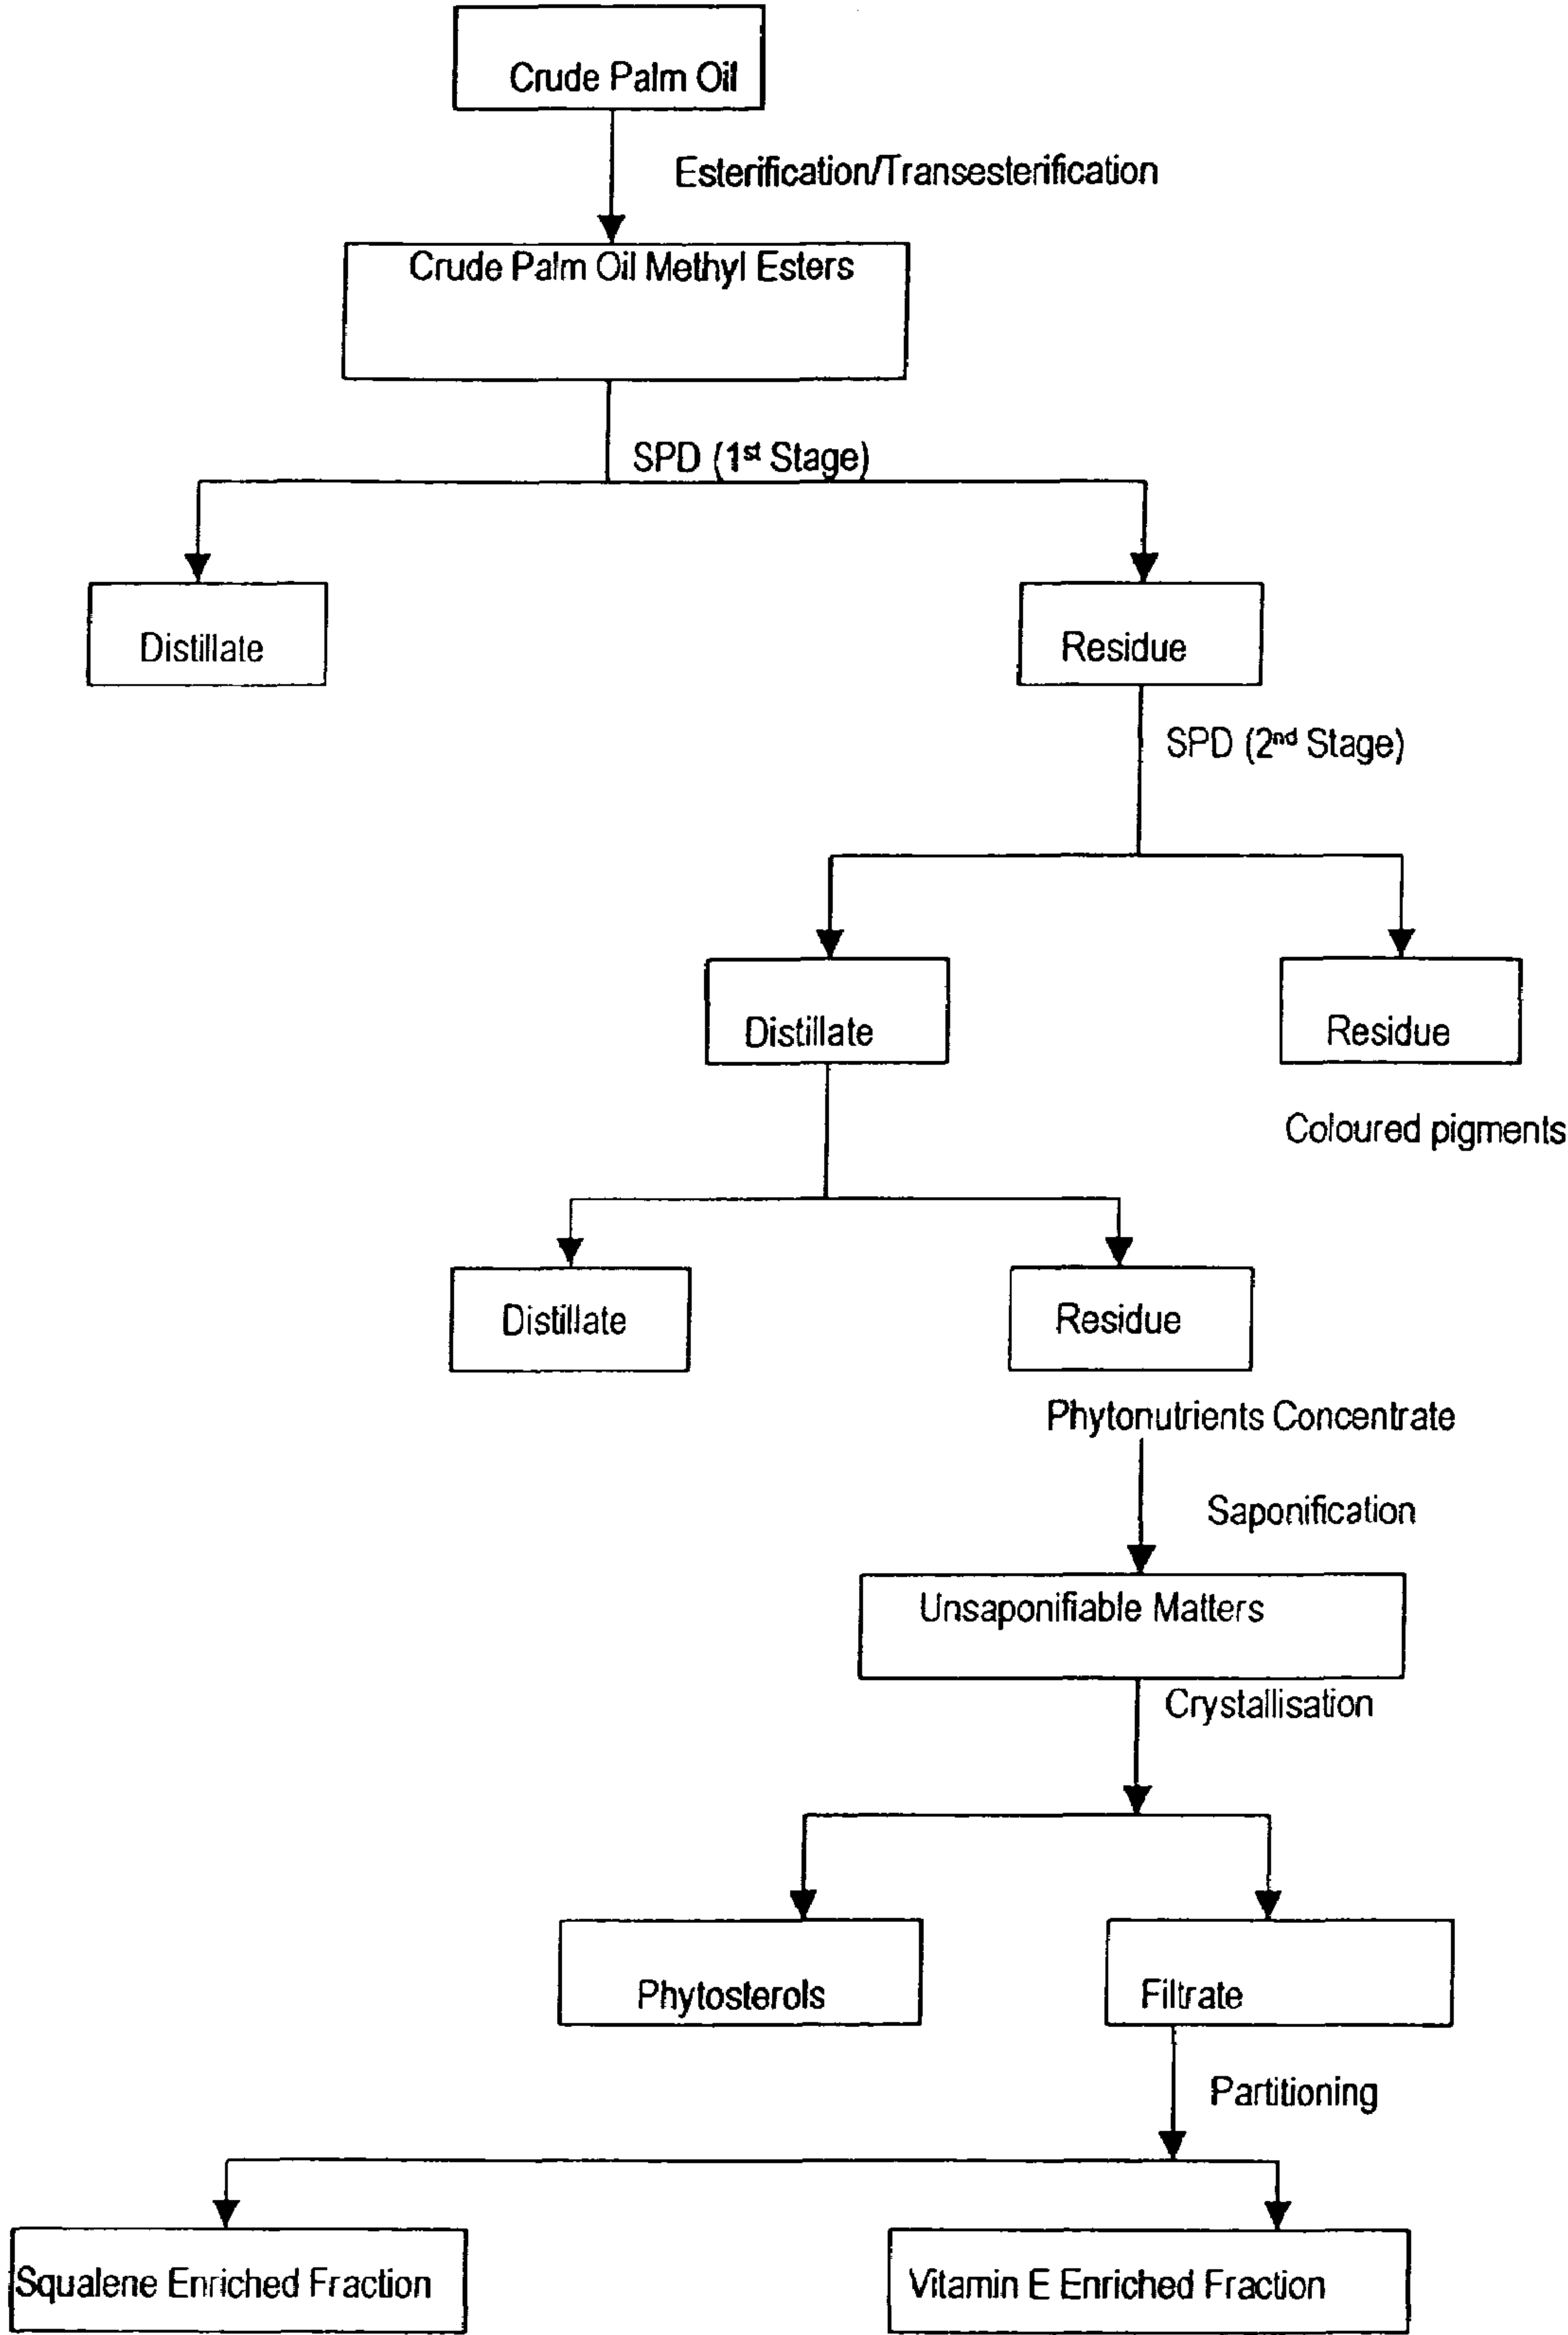 Crude Palm Oil
Esterification/Transesterification
Crude Palm Oil Methyl Esters
SPD (1st Stage)
Distillate
Residue
SPD (2nd Stage)
Distillate
Residue
Coloured pigments
Distillate
Residue
Phytonutrients Concentrate
Saponification
Unsaponifiable Matters
Crystallisation
Phytosterols
Filtrate
Partitioning
Squalene Enriched Fraction
Vitamin E Enriched Fraction